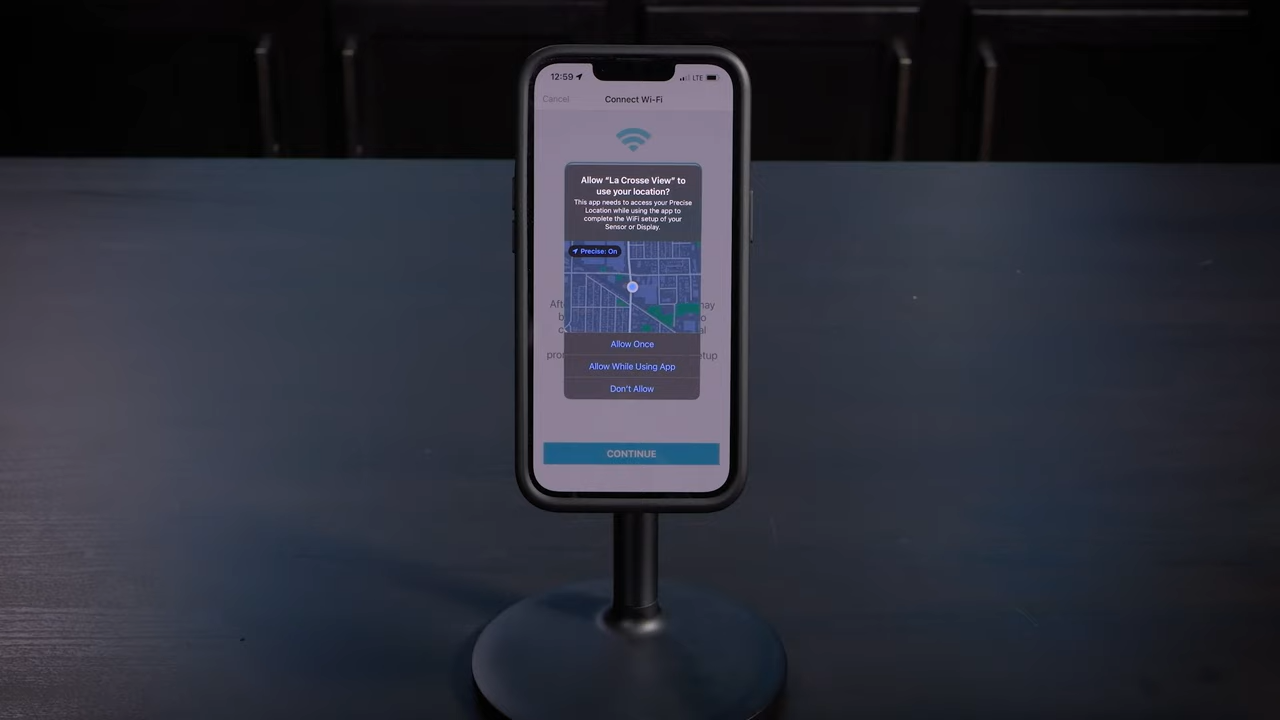 12:59 LTE
Cancel Connect Wi-Fi
Allow “La Crosse View” to
use your location?
This app needs to access your Precise
Location while using the app to
complete the WiFi setup of your
Sensor or Display.
Precise: On
Allow Once
Allow While Using App
Don't Allow
CONTINUE